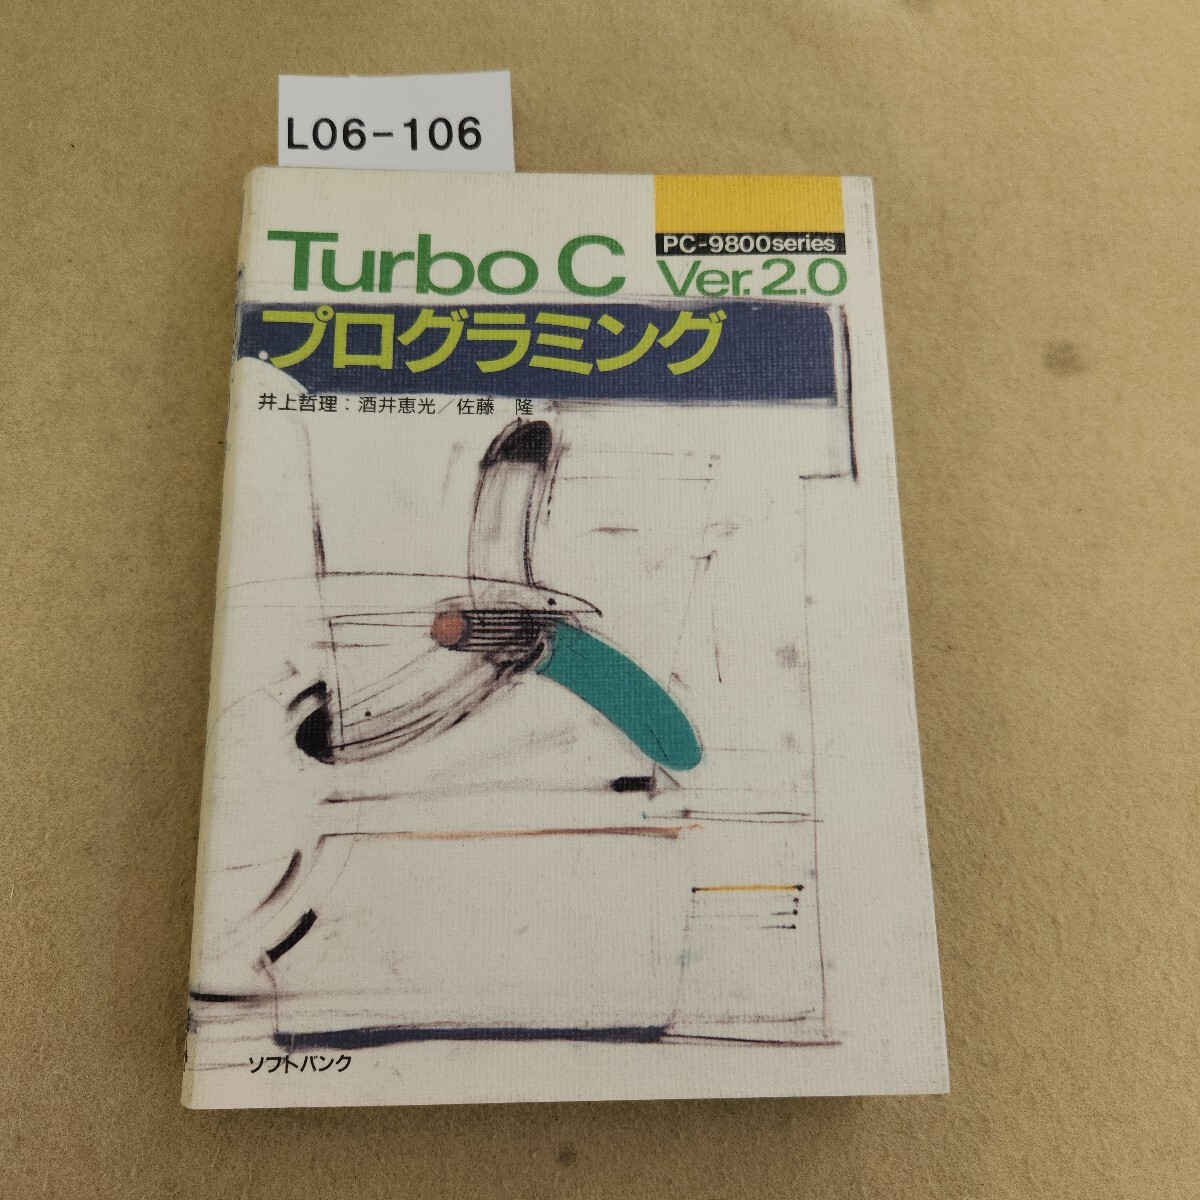 L06-106
PC-9800series
Turbo C Ver. 2.0
プログラミング
井上哲理：酒井恵光／佐藤　隆
ソフトバンク